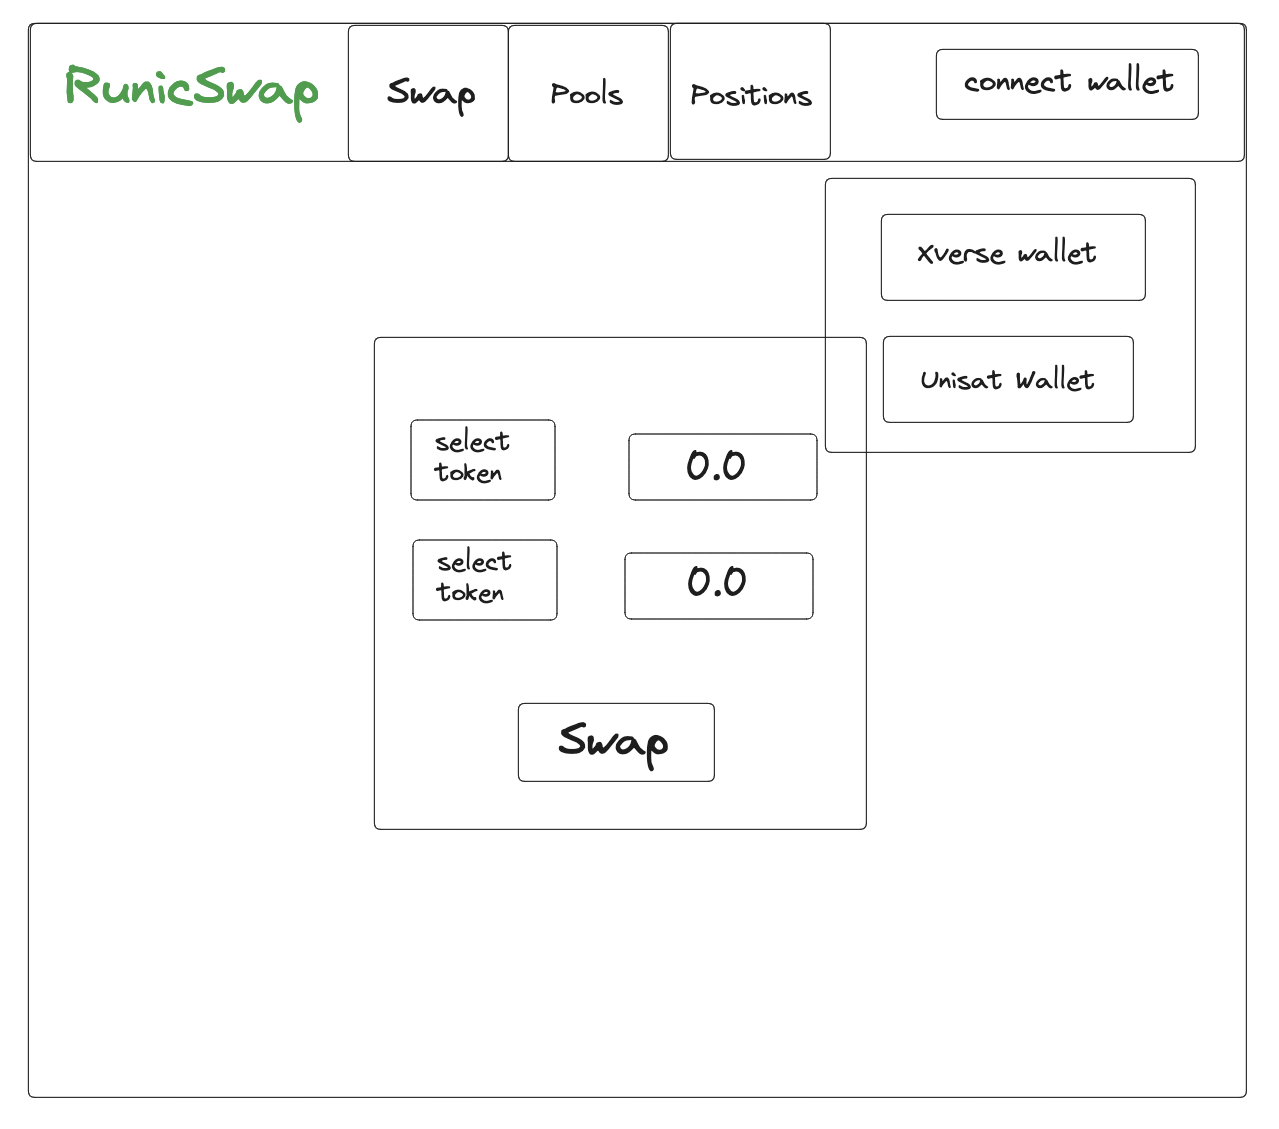 RunicSwap
Swap
Pools
Positions
connect wallet
Xverse wallet
Unisat Wallet
select
token
0.0
select
token
0.0
Swap